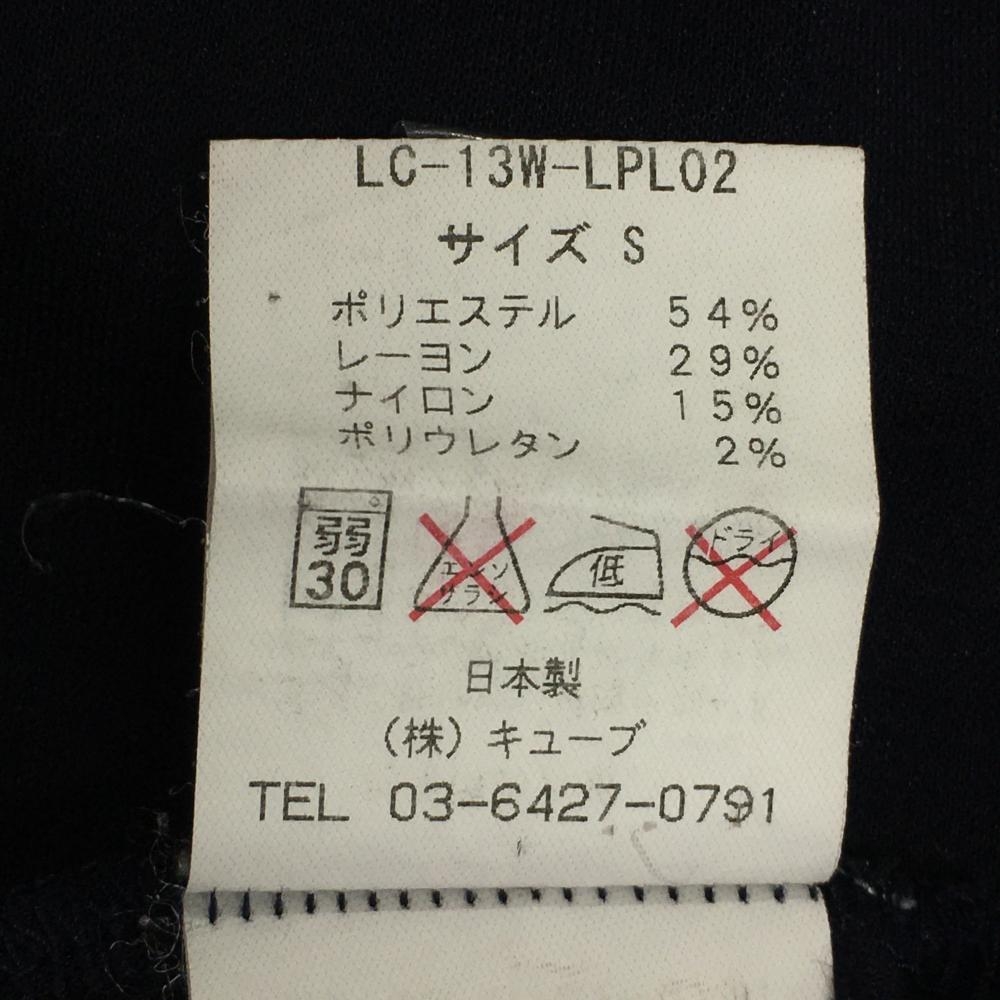 LC-13W-LPL02
サイズ S
ポリエステル 54%
レーヨン 29%
ナイロン 15%
ポリウレタン 2%
弱 30
エンソ サラシ
低
ドライ
日本製
(株)キューブ
TEL 03-6427-0791